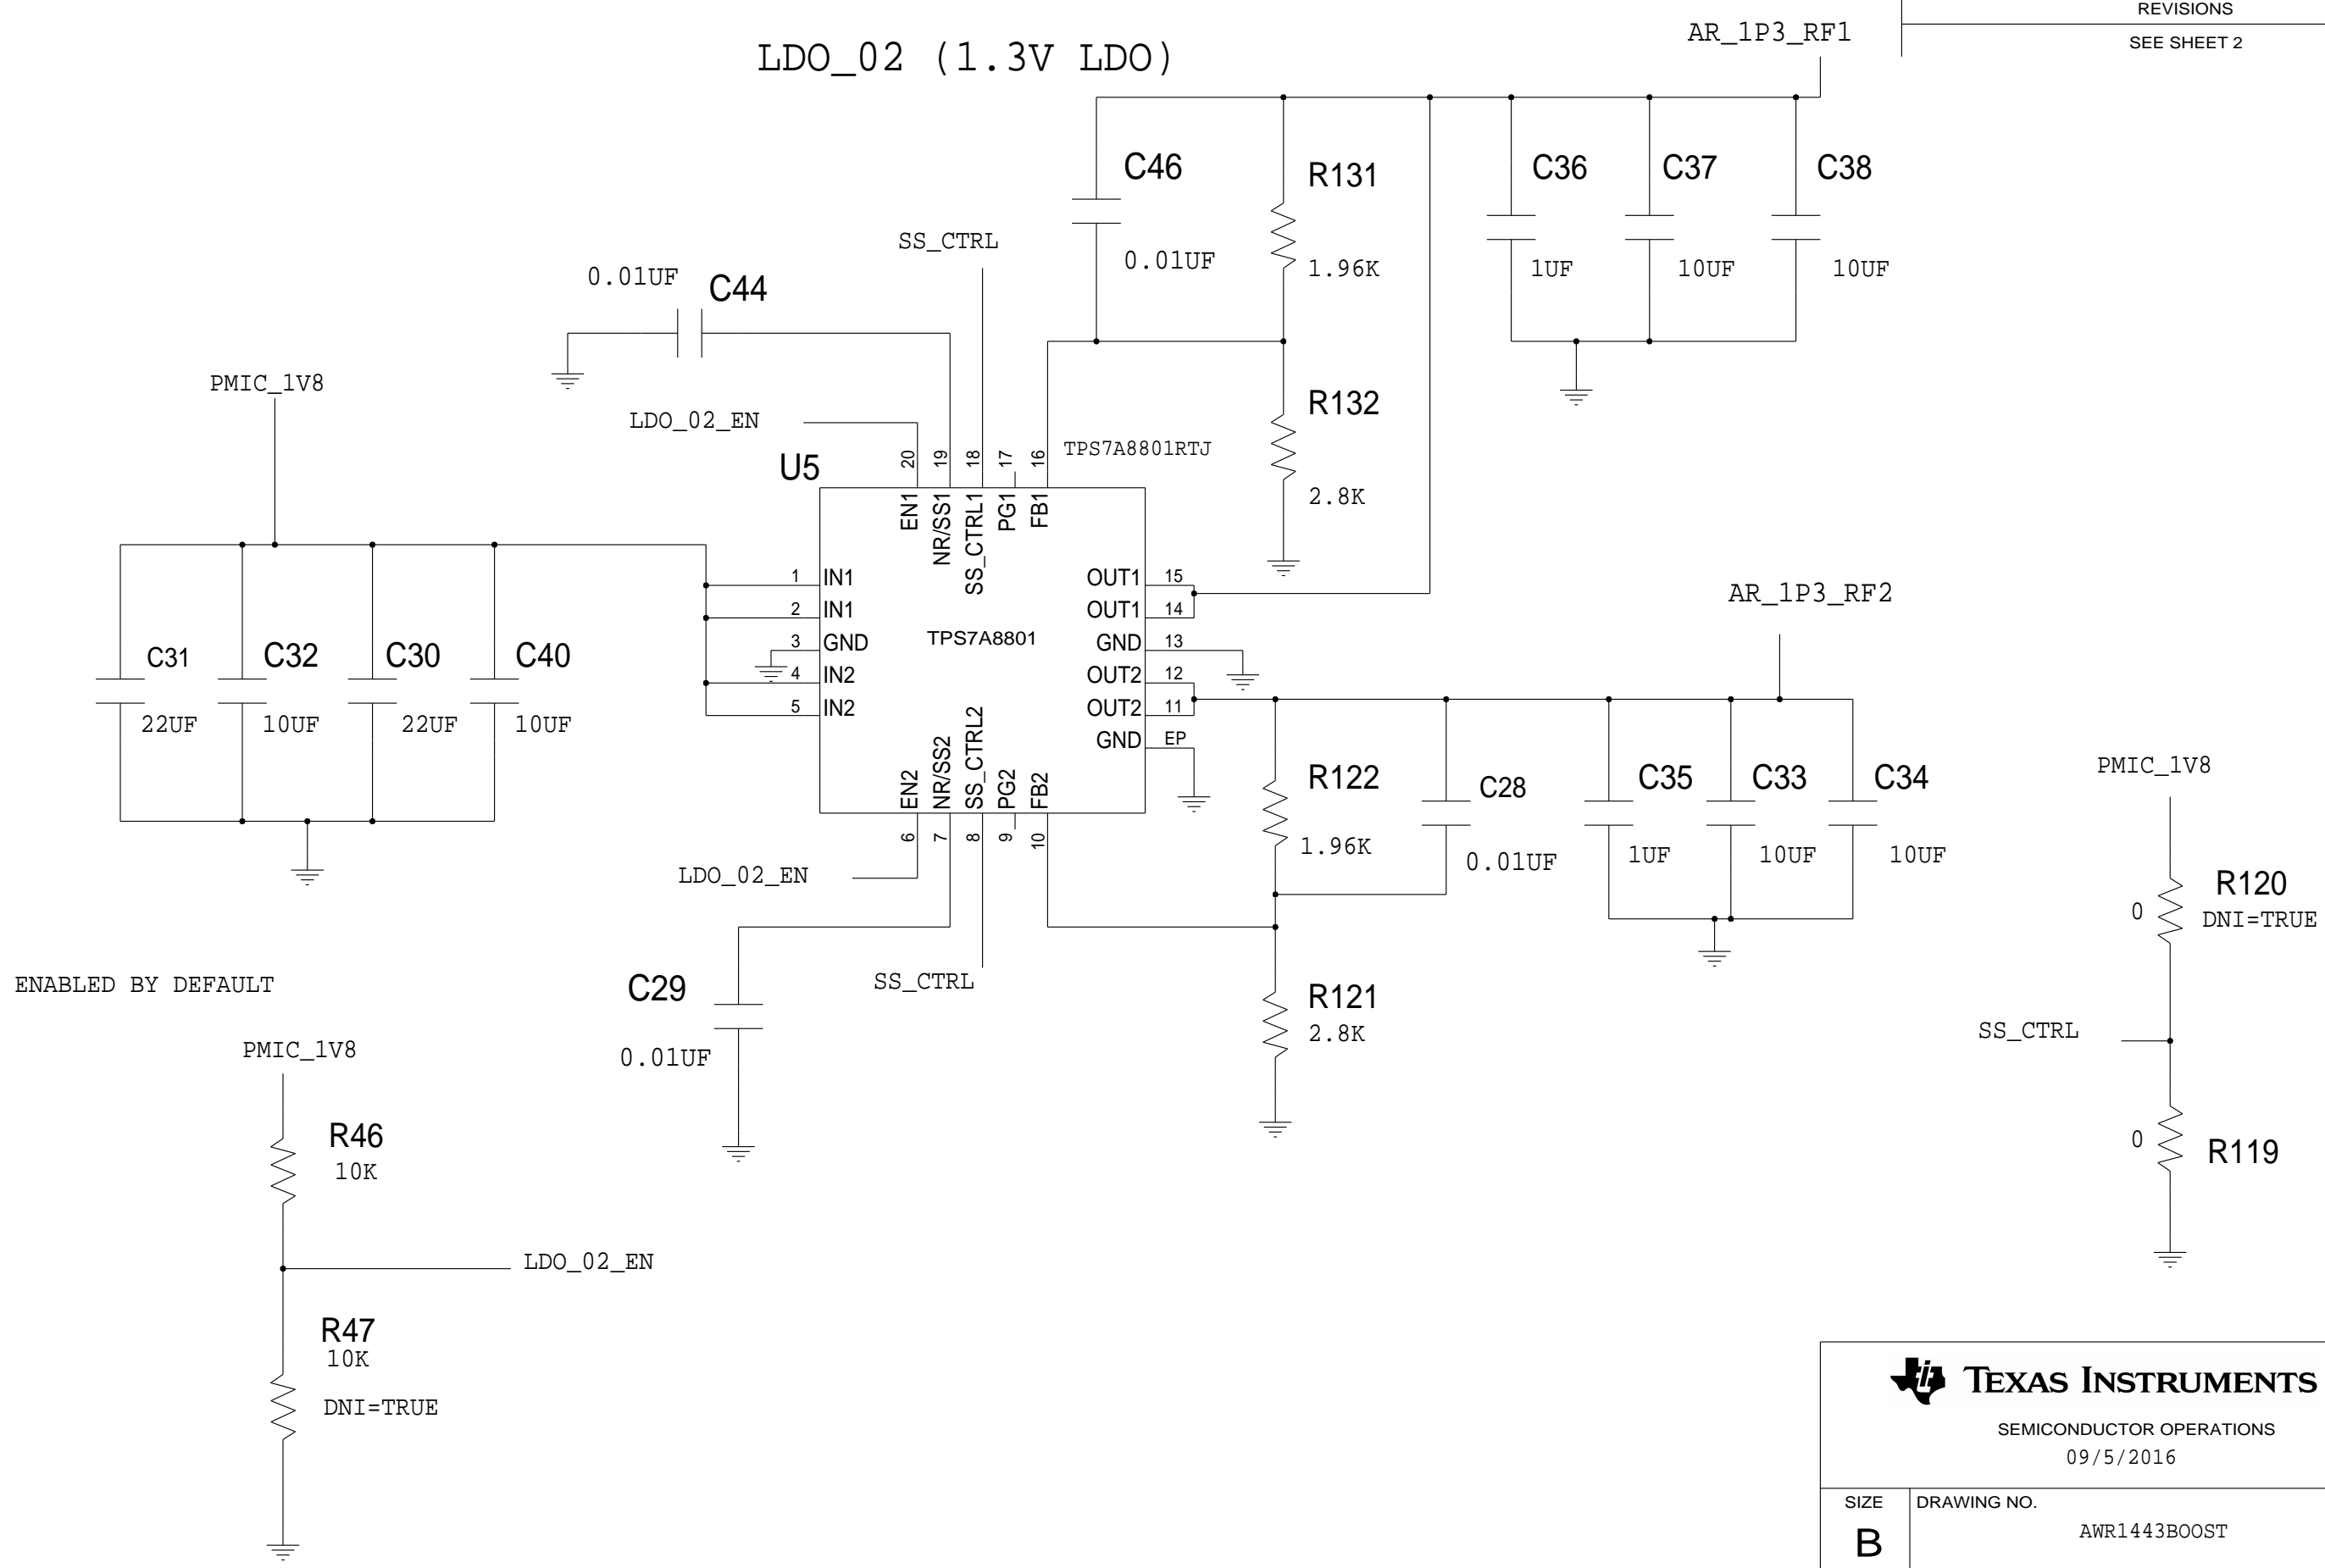 REVISIONS
SEE SHEET 2
LDO_02 (1.3V LDO)
AR_1P3_RF1
C46
0.01UF
R131
1.96K
C36
1UF
C37
10UF
C38
10UF
SS_CTRL
0.01UF
C44
PMIC_1V8
LDO_02_EN
R132
2.8K
TPS7A8801RTJ
U5
20
19
18
17
16
EN1
NR/SS1
SS_CTRL1
PG1
FB1
1 IN1
2 IN1
3 GND
4 IN2
5 IN2
TPS7A8801
OUT1 15
OUT1 14
GND 13
OUT2 12
OUT2 11
GND EP
EN2
NR/SS2
SS_CTRL2
PG2
FB2
6
7
8
9
10
C31
22UF
C32
10UF
C30
22UF
C40
10UF
AR_1P3_RF2
R122
1.96K
C28
0.01UF
C35
1UF
C33
10UF
C34
10UF
PMIC_1V8
0
R120
DNI=TRUE
LDO_02_EN
C29
0.01UF
SS_CTRL
R121
2.8K
SS_CTRL
0
R119
ENABLED BY DEFAULT
PMIC_1V8
R46
10K
LDO_02_EN
R47
10K
DNI=TRUE
TEXAS INSTRUMENTS
SEMICONDUCTOR OPERATIONS
09/5/2016
SIZE
B
DRAWING NO.
AWR1443BOOST